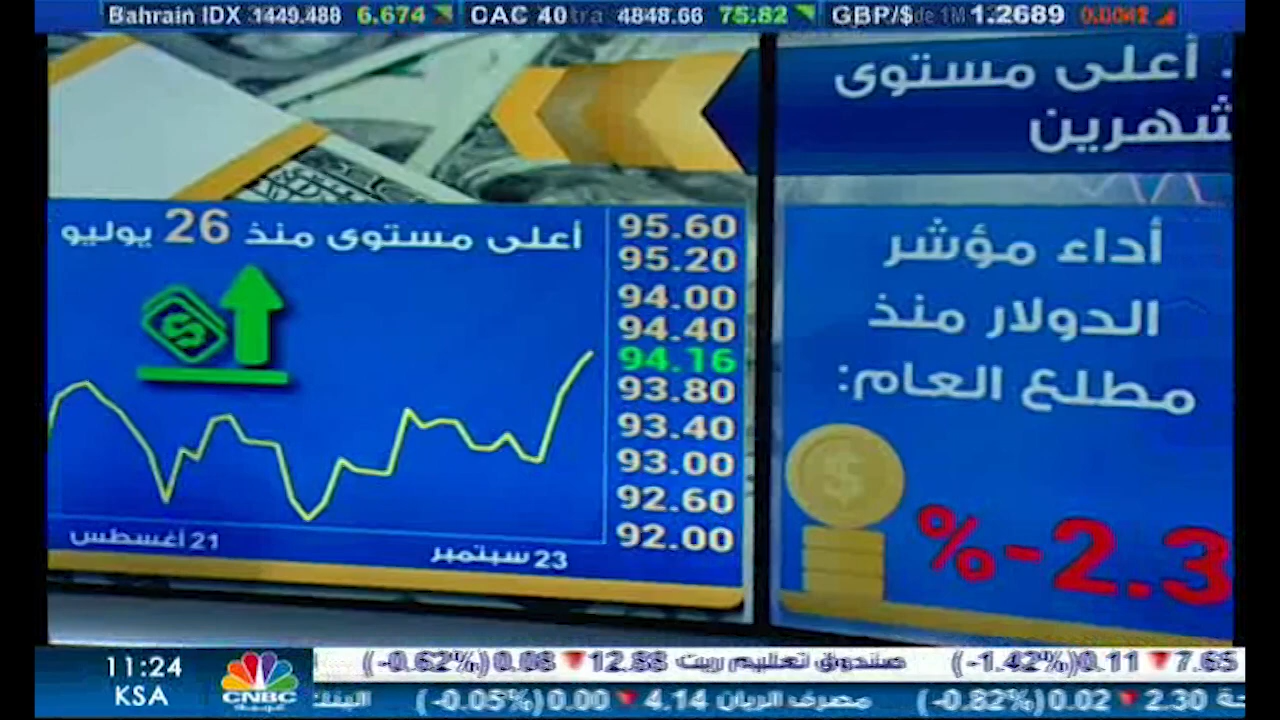 Bahrain IDX 1449.488 6.674 CAC 40 4848.66 75.82 GBP/$ 1.2689 0.0042
أعلى مستوى
شهرين
أعلى مستوى منذ 26 يوليو
95.60
95.20
94.00
94.40
94.16
93.80
93.40
93.00
92.60
92.00
21 أغسطس
23 سبتمبر
أداء مؤشر
الدولار منذ
مطلع العام:
%-2.3
11:24
KSA
CNBC
عربية
7.65 0.11(-1.42%) صندوق تعليم ريت 12.88 0.08(-0.62%)
2.30 0.02(-0.82%) مصرف الريان 4.14 0.00(-0.05%) البنك